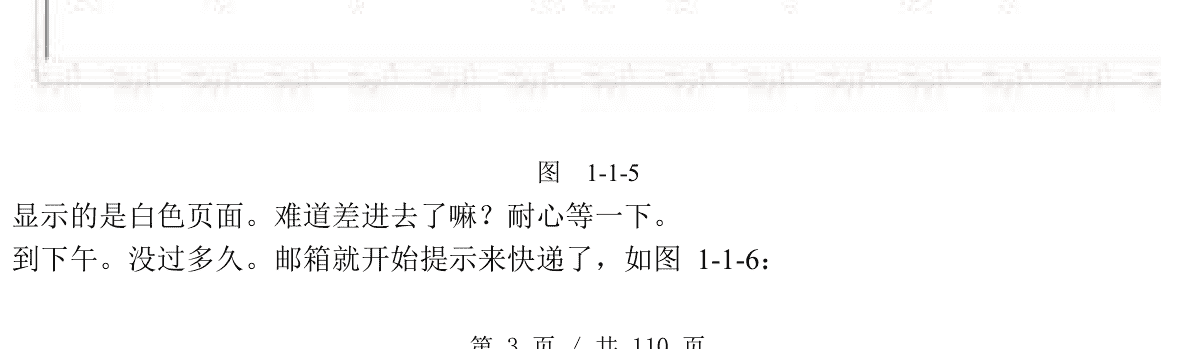 图 1-1-5
显示的是白色页面。难道差进去了嘛？耐心等一下。
到下午。没过多久。邮箱就开始提示来快递了，如图 1-1-6：
第 3 页 / 共 110 页